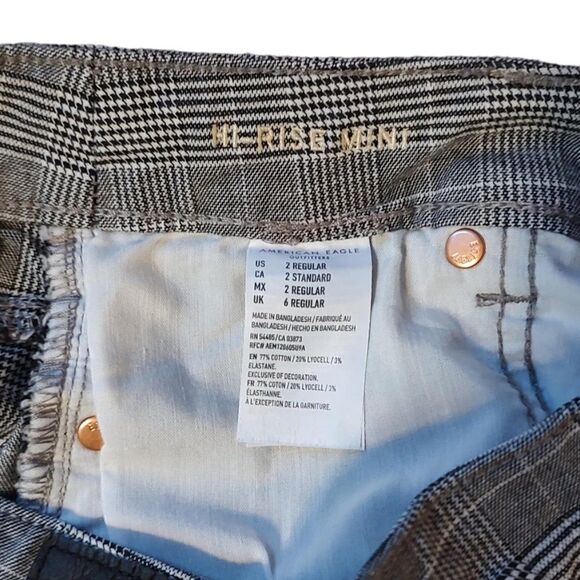 HI-RISE MINI
AMERICAN EAGLE
OUTFITTERS
US 2 REGULAR
CA 2 STANDARD
MX 2 REGULAR
UK 6 REGULAR
MADE IN BANGLADESH / FABRIQUÉ AU
BANGLADESH / HECHO EN BANGLADESH
RN 54485/CA 03873
RFC# AEM120605U9A
EN 77% COTTON / 20% LYOCELL / 3%
ELASTANE.
EXCLUSIVE OF DECORATION.
FR 77% COTON / 20% LYOCELL / 3%
ÉLASTHANNE.
À L'EXCEPTION DE LA GARNITURE.